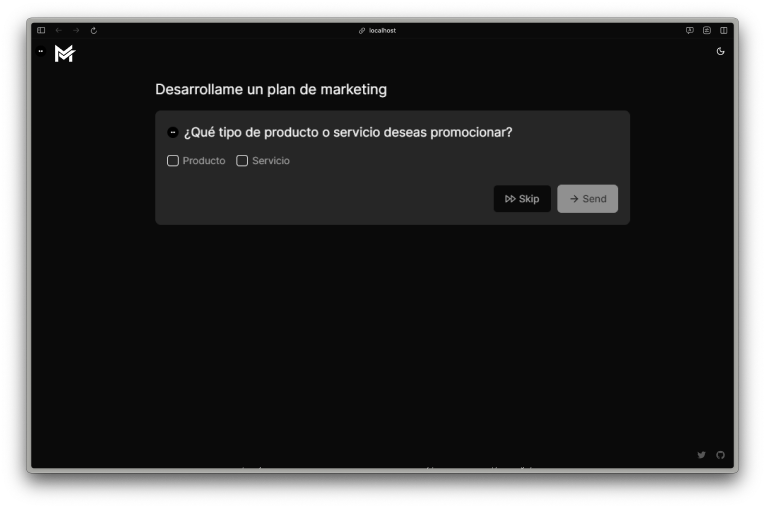 localhost
Desarrollame un plan de marketing
¿Qué tipo de producto o servicio deseas promocionar?
Producto
Servicio
Skip
Send